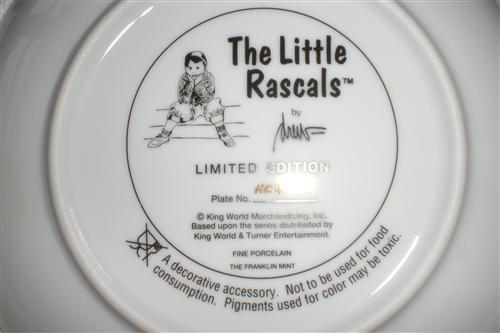 The Little
Rascals™
by
LIMITED EDITION
Plate No.
© King World Merchandising, Inc.
Based upon the series distributed by
King World & Turner Entertainment.
FINE PORCELAIN
THE FRANKLIN MINT
A decorative accessory. Not to be used for food
consumption. Pigments used for color may be toxic.